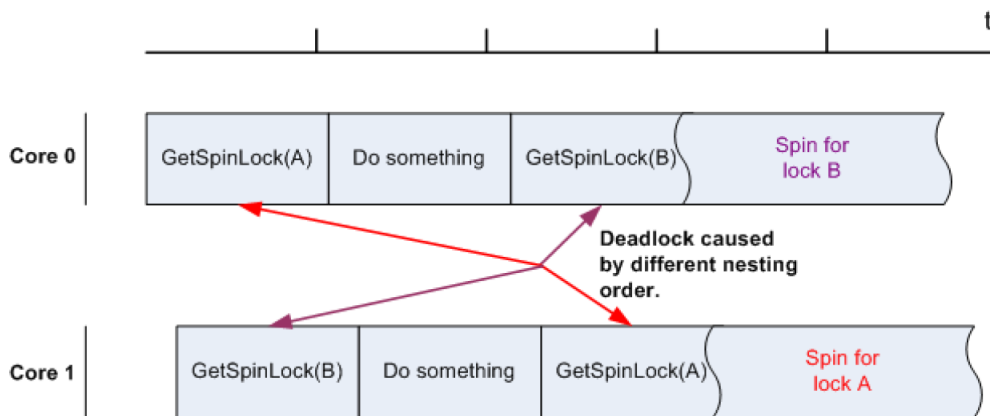 t
Core 0
GetSpinLock(A)
Do something
GetSpinLock(B)
Spin for
lock B
Deadlock caused
by different nesting
order.
Core 1
GetSpinLock(B)
Do something
GetSpinLock(A)
Spin for
lock A